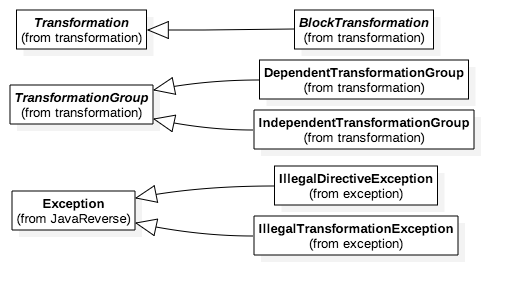 Transformation
(from transformation)
BlockTransformation
(from transformation)
TransformationGroup
(from transformation)
DependentTransformationGroup
(from transformation)
IndependentTransformationGroup
(from transformation)
Exception
(from JavaReverse)
IllegalDirectiveException
(from exception)
IllegalTransformationException
(from exception)